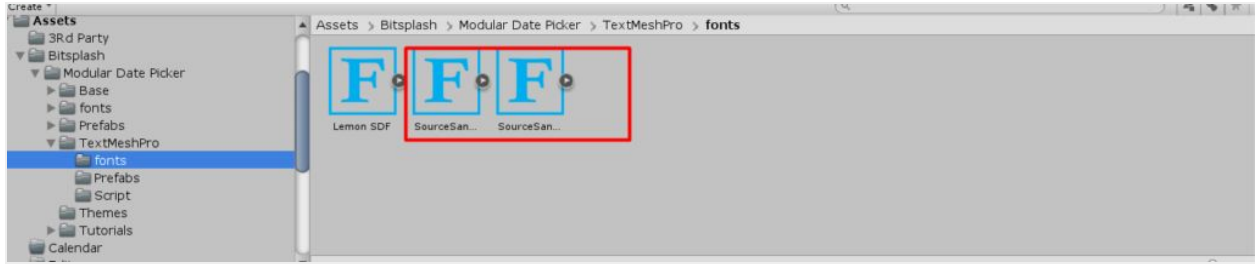 Create
Assets
3Rd Party
Bitsplash
Modular Date Picker
Base
fonts
Prefabs
TextMeshPro
fonts
Prefabs
Script
Themes
Tutorials
Calendar
Assets > Bitsplash > Modular Date Picker > TextMeshPro > fonts
Lemon SDF SourceSan... SourceSan...